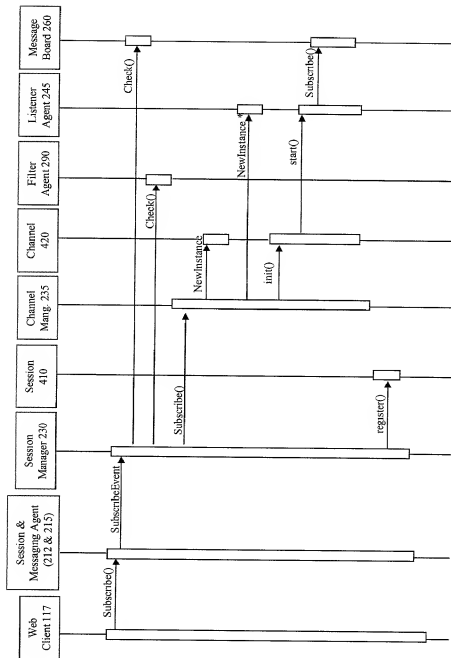 Web
Client 117
Session &
Messaging Agent
(212 & 215)
Session
Manager 230
Session
410
Channel
Mang. 235
Channel
420
Filter
Agent 290
Listener
Agent 245
Message
Board 260
Subscribe()
SubscribeEvent
Check()
Check()
Subscribe()
NewInstance
NewInstance *
init()
start()
Subscribe()
register()